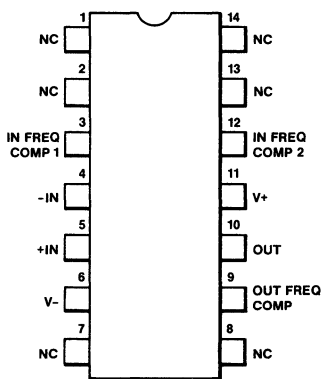 1 14
NC NC
2 13
NC NC
3 12
IN FREQ IN FREQ
COMP 1 COMP 2
4 11
-IN V+
5 10
+IN OUT
6 9
V- OUT FREQ
COMP
7 8
NC NC